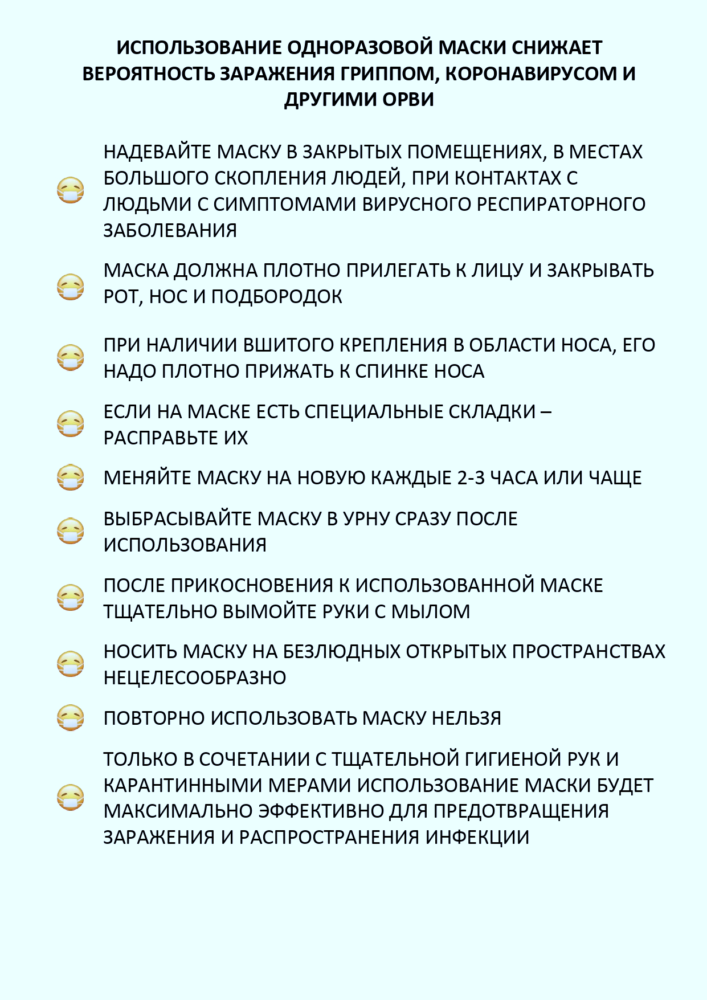 ИСПОЛЬЗОВАНИЕ ОДНОРАЗОВОЙ МАСКИ СНИЖАЕТ
ВЕРОЯТНОСТЬ ЗАРАЖЕНИЯ ГРИППОМ, КОРОНАВИРУСОМ И
ДРУГИМИ ОРВИ
НАДЕВАЙТЕ МАСКУ В ЗАКРЫТЫХ ПОМЕЩЕНИЯХ, В МЕСТАХ
БОЛЬШОГО СКОПЛЕНИЯ ЛЮДЕЙ, ПРИ КОНТАКТАХ С
ЛЮДЬМИ С СИМПТОМАМИ ВИРУСНОГО РЕСПИРАТОРНОГО
ЗАБОЛЕВАНИЯ
МАСКА ДОЛЖНА ПЛОТНО ПРИЛЕГАТЬ К ЛИЦУ И ЗАКРЫВАТЬ
РОТ, НОС И ПОДБОРОДОК
ПРИ НАЛИЧИИ ВШИТОГО КРЕПЛЕНИЯ В ОБЛАСТИ НОСА, ЕГО
НАДО ПЛОТНО ПРИЖАТЬ К СПИНКЕ НОСА
ЕСЛИ НА МАСКЕ ЕСТЬ СПЕЦИАЛЬНЫЕ СКЛАДКИ –
РАСПРАВЬТЕ ИХ
МЕНЯЙТЕ МАСКУ НА НОВУЮ КАЖДЫЕ 2-3 ЧАСА ИЛИ ЧАЩЕ
ВЫБРАСЫВАЙТЕ МАСКУ В УРНУ СРАЗУ ПОСЛЕ
ИСПОЛЬЗОВАНИЯ
ПОСЛЕ ПРИКОСНОВЕНИЯ К ИСПОЛЬЗОВАННОЙ МАСКЕ
ТЩАТЕЛЬНО ВЫМОЙТЕ РУКИ С МЫЛОМ
НОСИТЬ МАСКУ НА БЕЗЛЮДНЫХ ОТКРЫТЫХ ПРОСТРАНСТВАХ
НЕЦЕЛЕСООБРАЗНО
ПОВТОРНО ИСПОЛЬЗОВАТЬ МАСКУ НЕЛЬЗЯ
ТОЛЬКО В СОЧЕТАНИИ С ТЩАТЕЛЬНОЙ ГИГИЕНОЙ РУК И
КАРАНТИННЫМИ МЕРАМИ ИСПОЛЬЗОВАНИЕ МАСКИ БУДЕТ
МАКСИМАЛЬНО ЭФФЕКТИВНО ДЛЯ ПРЕДОТВРАЩЕНИЯ
ЗАРАЖЕНИЯ И РАСПРОСТРАНЕНИЯ ИНФЕКЦИИ